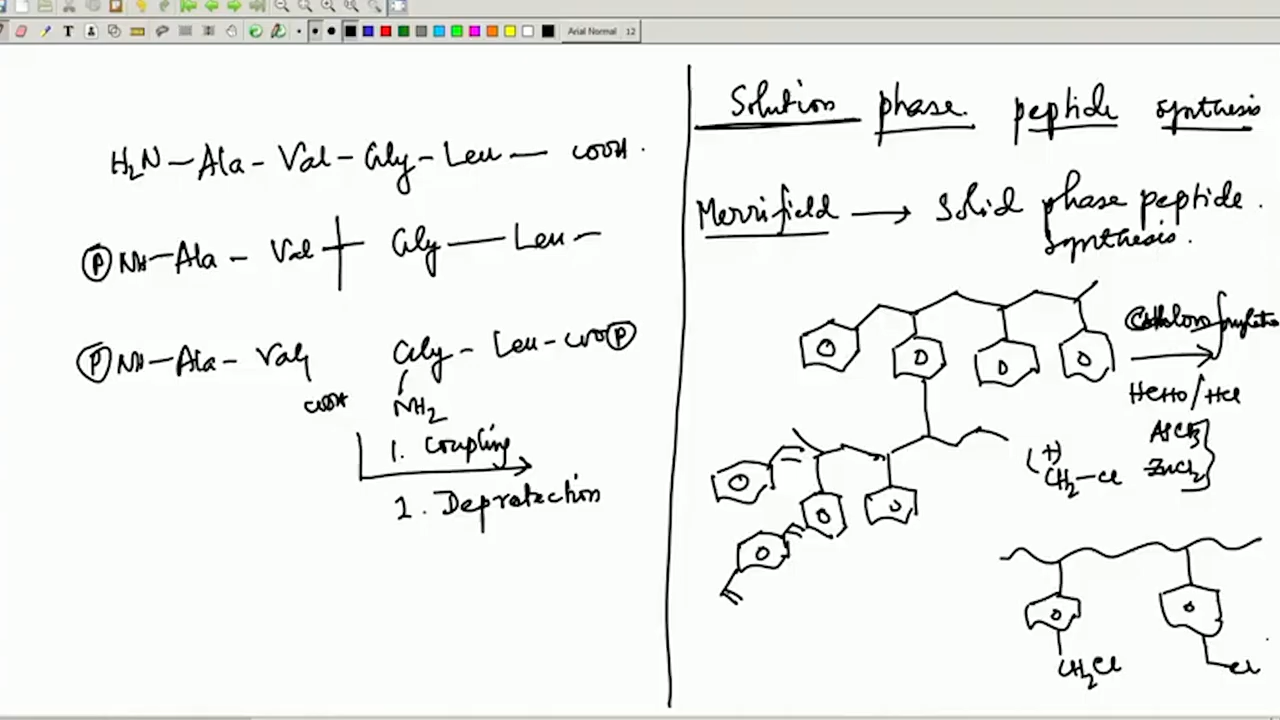 Arial Normal 12
H₂N-Ala-Val-Gly-Leu-COOH.
Ⓟ NH-Ala-Val Gly-Leu-
Ⓟ NH-Ala-Val Gly-Leu-COOⓅ
COOH NH₂
1. Coupling
2. Deprotection
Solution phase peptide synthesis
Merrifield → Solid phase peptide.
synthesis.
HCHO/HCl
ZnCl₂
(+)
CH₂-Cl
CH₂Cl
Cl